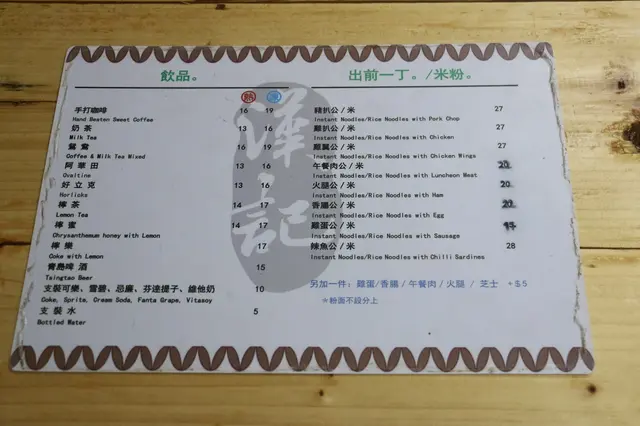 飲品。
熱 凍
手打咖啡 16 19
Hand Beaten Sweet Coffee
奶茶 13 16
Milk Tea
鴛鴦 16 19
Coffee & Milk Tea Mixed
阿華田 13 16
Ovaltine
好立克 13 16
Horlicks
檸茶 14 17
Lemon Tea
檸蜜 14 17
Chrysanthemum honey with Lemon
檸樂 17
Coke with Lemon
青島啤酒 15
Tsingtao Beer
支裝可樂、雪碧、忌廉、芬達提子、維他奶 10
Coke, Sprite, Cream Soda, Fanta Grape, Vitasoy
支裝水 5
Bottled Water
漢記
出前一丁。/米粉。
豬扒公/米 27
Instant Noodles/Rice Noodles with Pork Chop
雞扒公/米 27
Instant Noodles/Rice Noodles with Chicken
雞翼公/米 27
Instant Noodles/Rice Noodles with Chicken Wings
午餐肉公/米
Instant Noodles/Rice Noodles with Luncheon Meat
火腿公/米 20
Instant Noodles/Rice Noodles with Ham
香腸公/米
Instant Noodles/Rice Noodles with Egg
雞蛋公/米
Instant Noodles/Rice Noodles with Sausage
辣魚公/米 28
Instant Noodles/Rice Noodles with Chilli Sardines
另加一件：雞蛋/香腸/午餐肉/火腿/芝士 +$5
*粉面不設分上